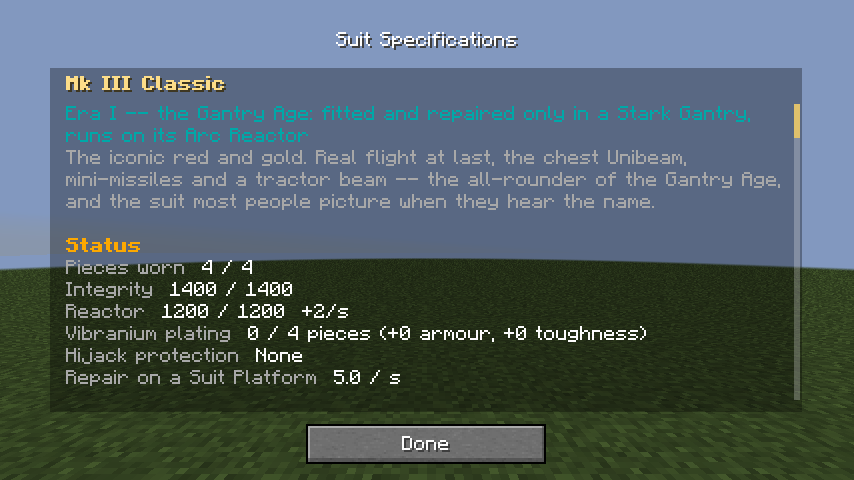 Suit Specifications
Mk III Classic
Era I -- the Gantry Age: fitted and repaired only in a Stark Gantry,
runs on its Arc Reactor
The iconic red and gold. Real flight at last, the chest Unibeam,
mini-missiles and a tractor beam -- the all-rounder of the Gantry Age,
and the suit most people picture when they hear the name.
Status
Pieces worn 4 / 4
Integrity 1400 / 1400
Reactor 1200 / 1200 +2/s
Vibranium plating 0 / 4 pieces (+0 armour, +0 toughness)
Hijack protection None
Repair on a Suit Platform 5.0 / s
Done